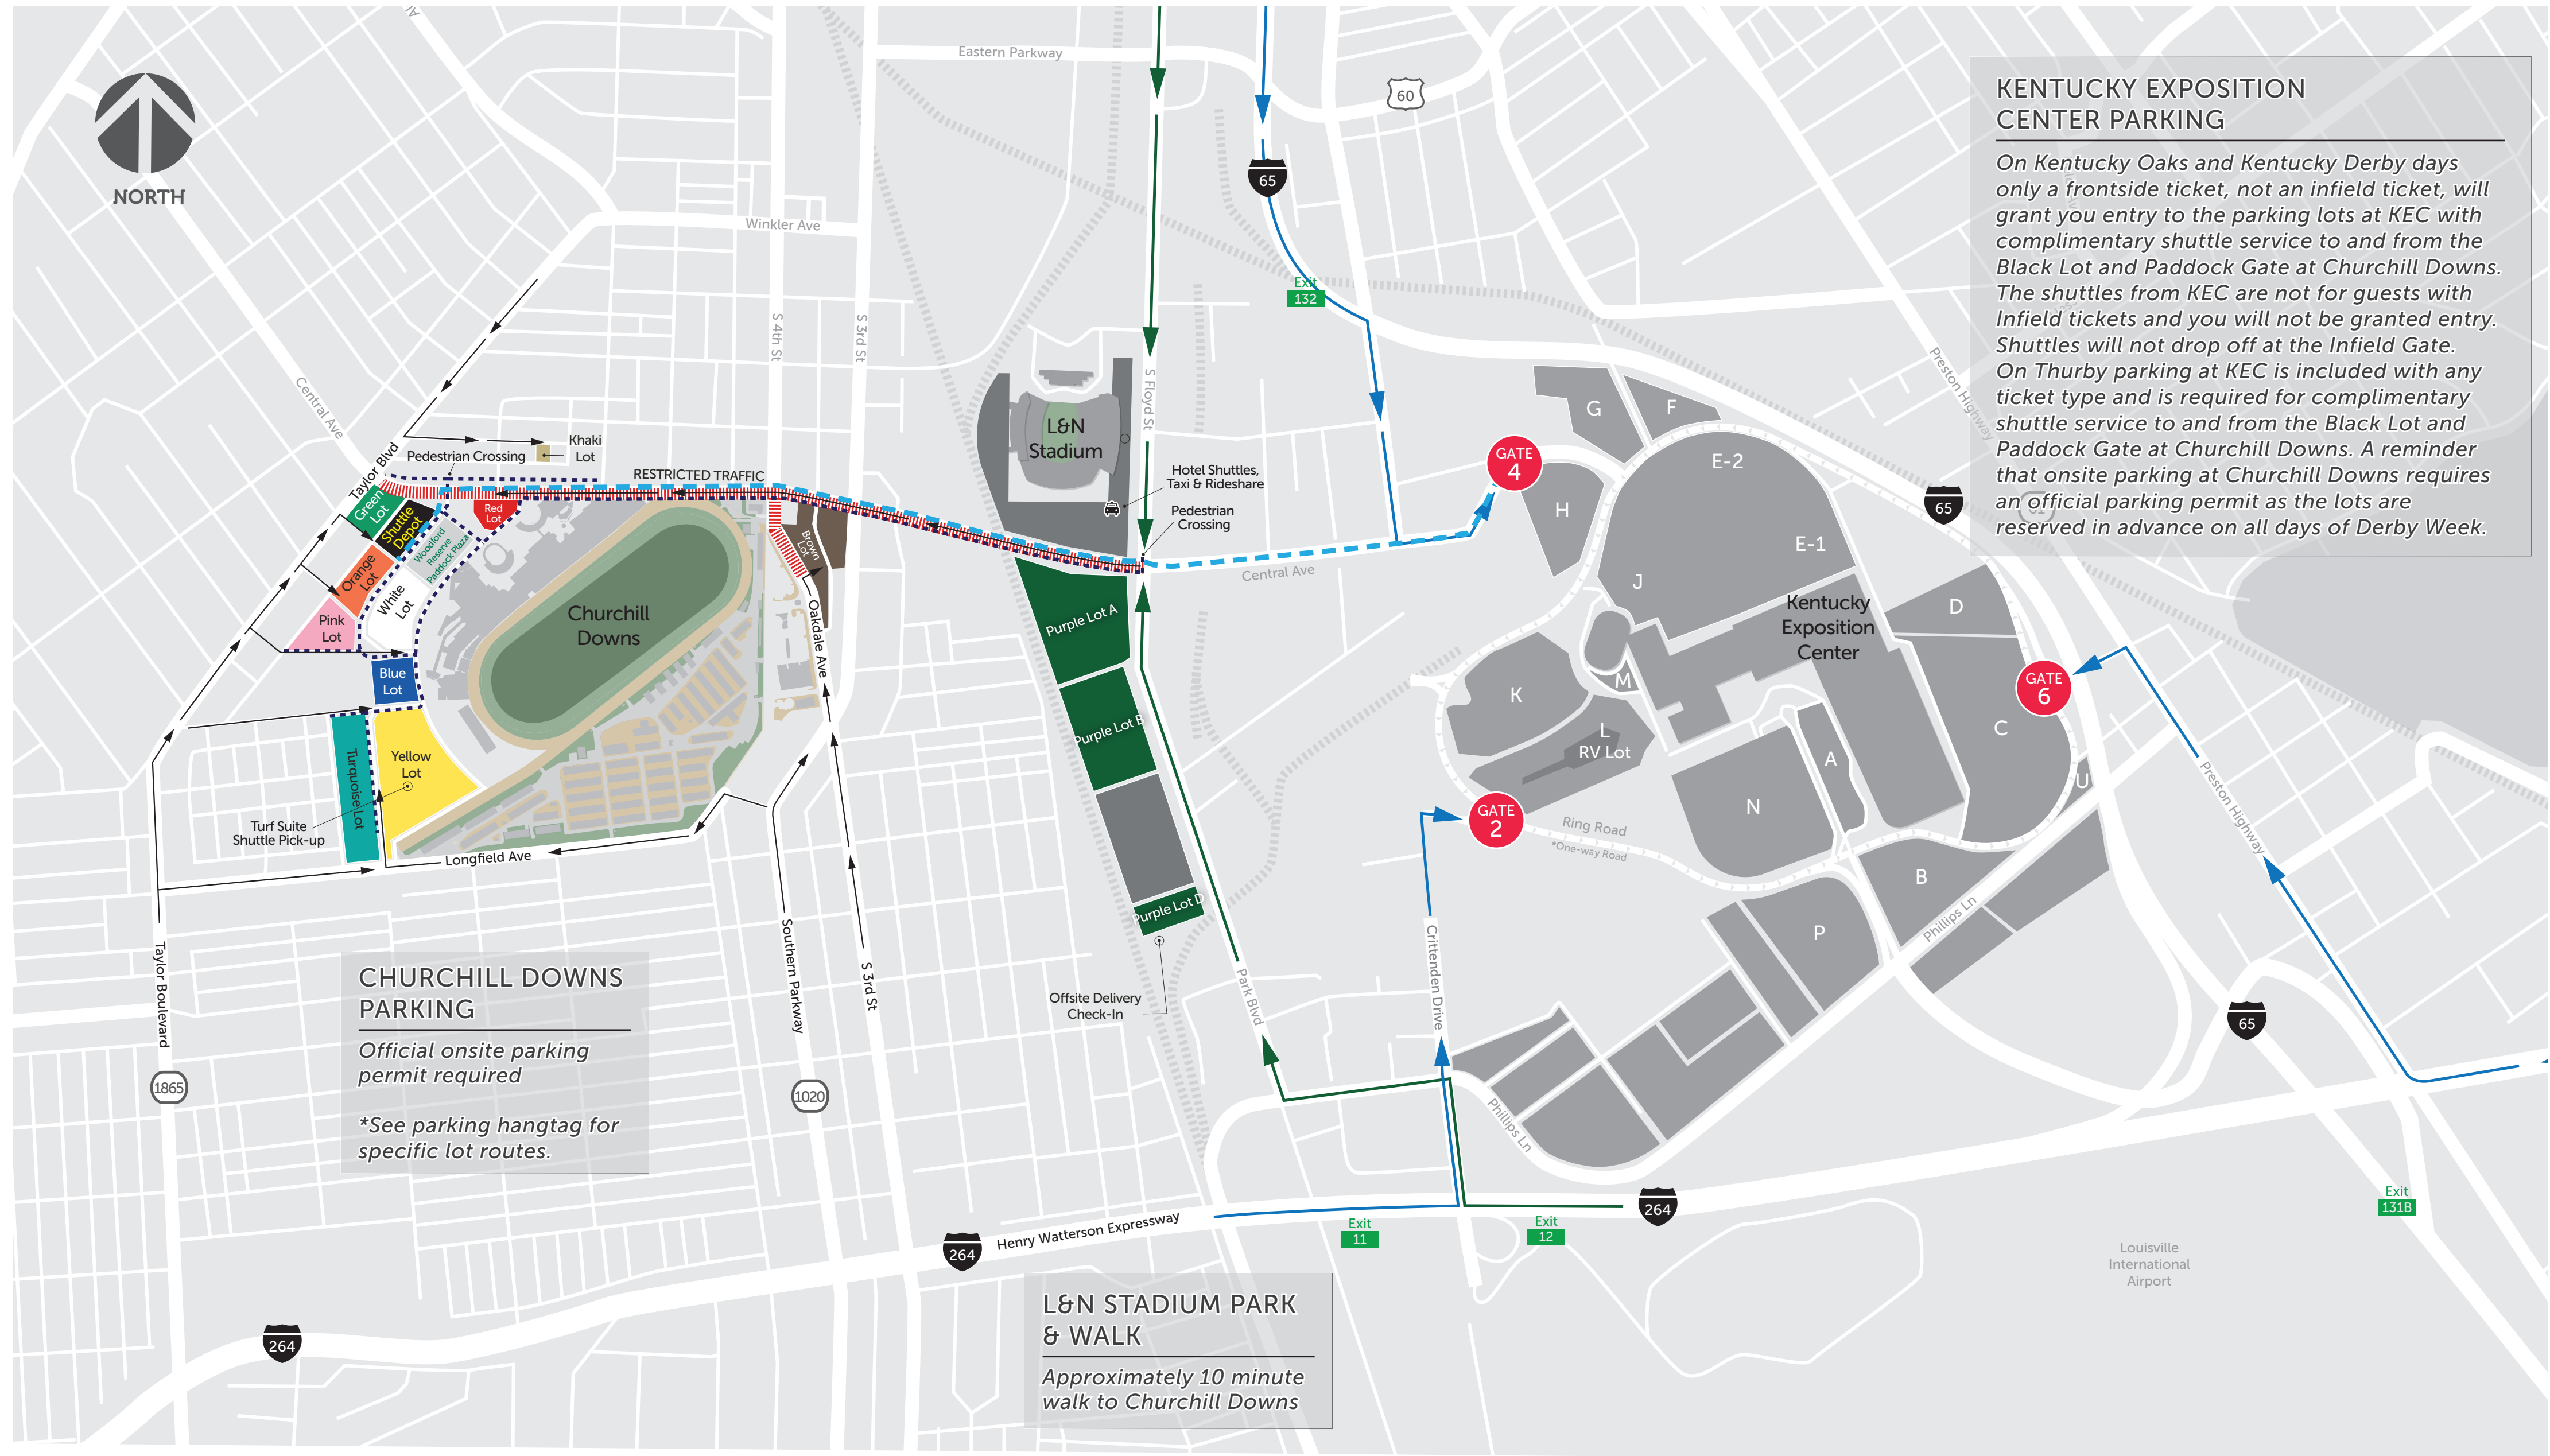 NORTH
Eastern Parkway
60
65
Winkler Ave
S 4th St
S 3rd St
Exit
132
Central Ave
Taylor Blvd
Pedestrian Crossing
Khaki
Lot
RESTRICTED TRAFFIC
Green
Lot
Shuttle
Depot
Red
Lot
Woodford
Reserve
Paddock Plaza
Orange
Lot
White
Lot
Pink
Lot
Blue
Lot
Yellow
Lot
Turquoise Lot
Turf Suite
Shuttle Pick-up
Longfield Ave
Churchill
Downs
Brown
Lot
Oakdale Ave
L&N
Stadium
S Floyd St
Hotel Shuttles,
Taxi & Rideshare
Pedestrian
Crossing
Central Ave
Purple Lot A
Purple Lot B
Purple Lot D
Offsite Delivery
Check-In
Park Blvd
GATE
4
G
F
H
E-2
E-1
J
D
Kentucky
Exposition
Center
M
K
L
RV Lot
A
N
C
U
B
P
GATE
6
GATE
2
Ring Road
*One-way Road
Crittenden Drive
Phillips Ln
Phillips Ln
Preston Highway
Preston Highway
65
65
Taylor Boulevard
1865
Southern Parkway
1020
S 3rd St
264
264
264
Henry Watterson Expressway
Exit
11
Exit
12
Exit
131B
Louisville
International
Airport
KENTUCKY EXPOSITION
CENTER PARKING
On Kentucky Oaks and Kentucky Derby days
only a frontside ticket, not an infield ticket, will
grant you entry to the parking lots at KEC with
complimentary shuttle service to and from the
Black Lot and Paddock Gate at Churchill Downs.
The shuttles from KEC are not for guests with
Infield tickets and you will not be granted entry.
Shuttles will not drop off at the Infield Gate.
On Thurby parking at KEC is included with any
ticket type and is required for complimentary
shuttle service to and from the Black Lot and
Paddock Gate at Churchill Downs. A reminder
that onsite parking at Churchill Downs requires
an official parking permit as the lots are
reserved in advance on all days of Derby Week.
CHURCHILL DOWNS
PARKING
Official onsite parking
permit required
*See parking hangtag for
specific lot routes.
L&N STADIUM PARK
& WALK
Approximately 10 minute
walk to Churchill Downs